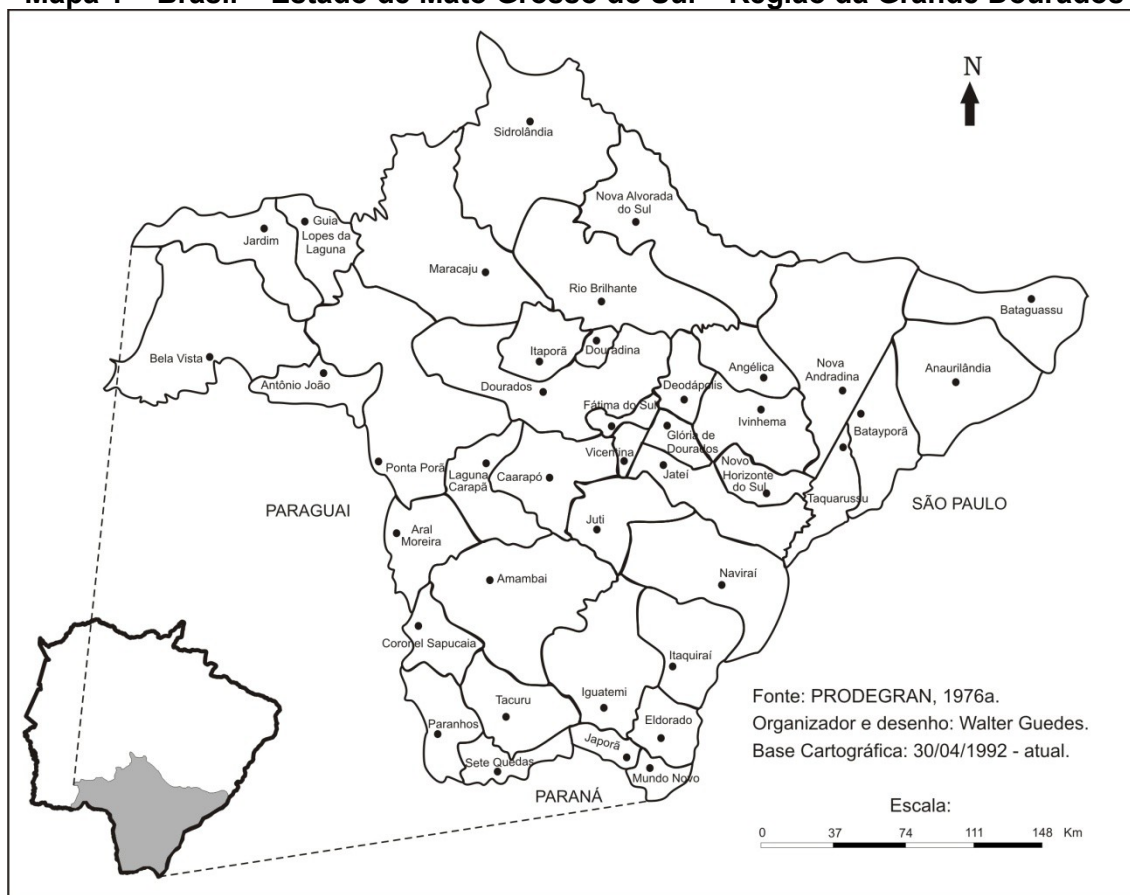 Mapa 1 – Brasil – Estado de Mato Grosso do Sul – Região da Grande Dourados
N
Sidrolândia
Nova Alvorada
do Sul
Guia
Lopes da
Laguna
Jardim
Maracaju
Rio Brilhante
Bataguassu
Bela Vista
Antônio João
Itaporã
Douradina
Dourados
Deodápolis
Angélica
Nova
Andradina
Anaurilândia
Fátima do Sul
Ivinhema
Batayporã
Glória de
Dourados
Vicentina
Ponta Porã
Laguna
Carapã
Caarapó
Jateí
Novo
Horizonte
do Sul
Taquarussu
PARAGUAI
SÃO PAULO
Aral
Moreira
Juti
Amambai
Naviraí
Coronel Sapucaia
Itaquiraí
Paranhos
Tacuru
Iguatemi
Eldorado
Japorã
Sete Quedas
Mundo Novo
PARANÁ
Fonte: PRODEGRAN, 1976a.
Organizador e desenho: Walter Guedes.
Base Cartográfica: 30/04/1992 - atual.
Escala:
0 37 74 111 148 Km